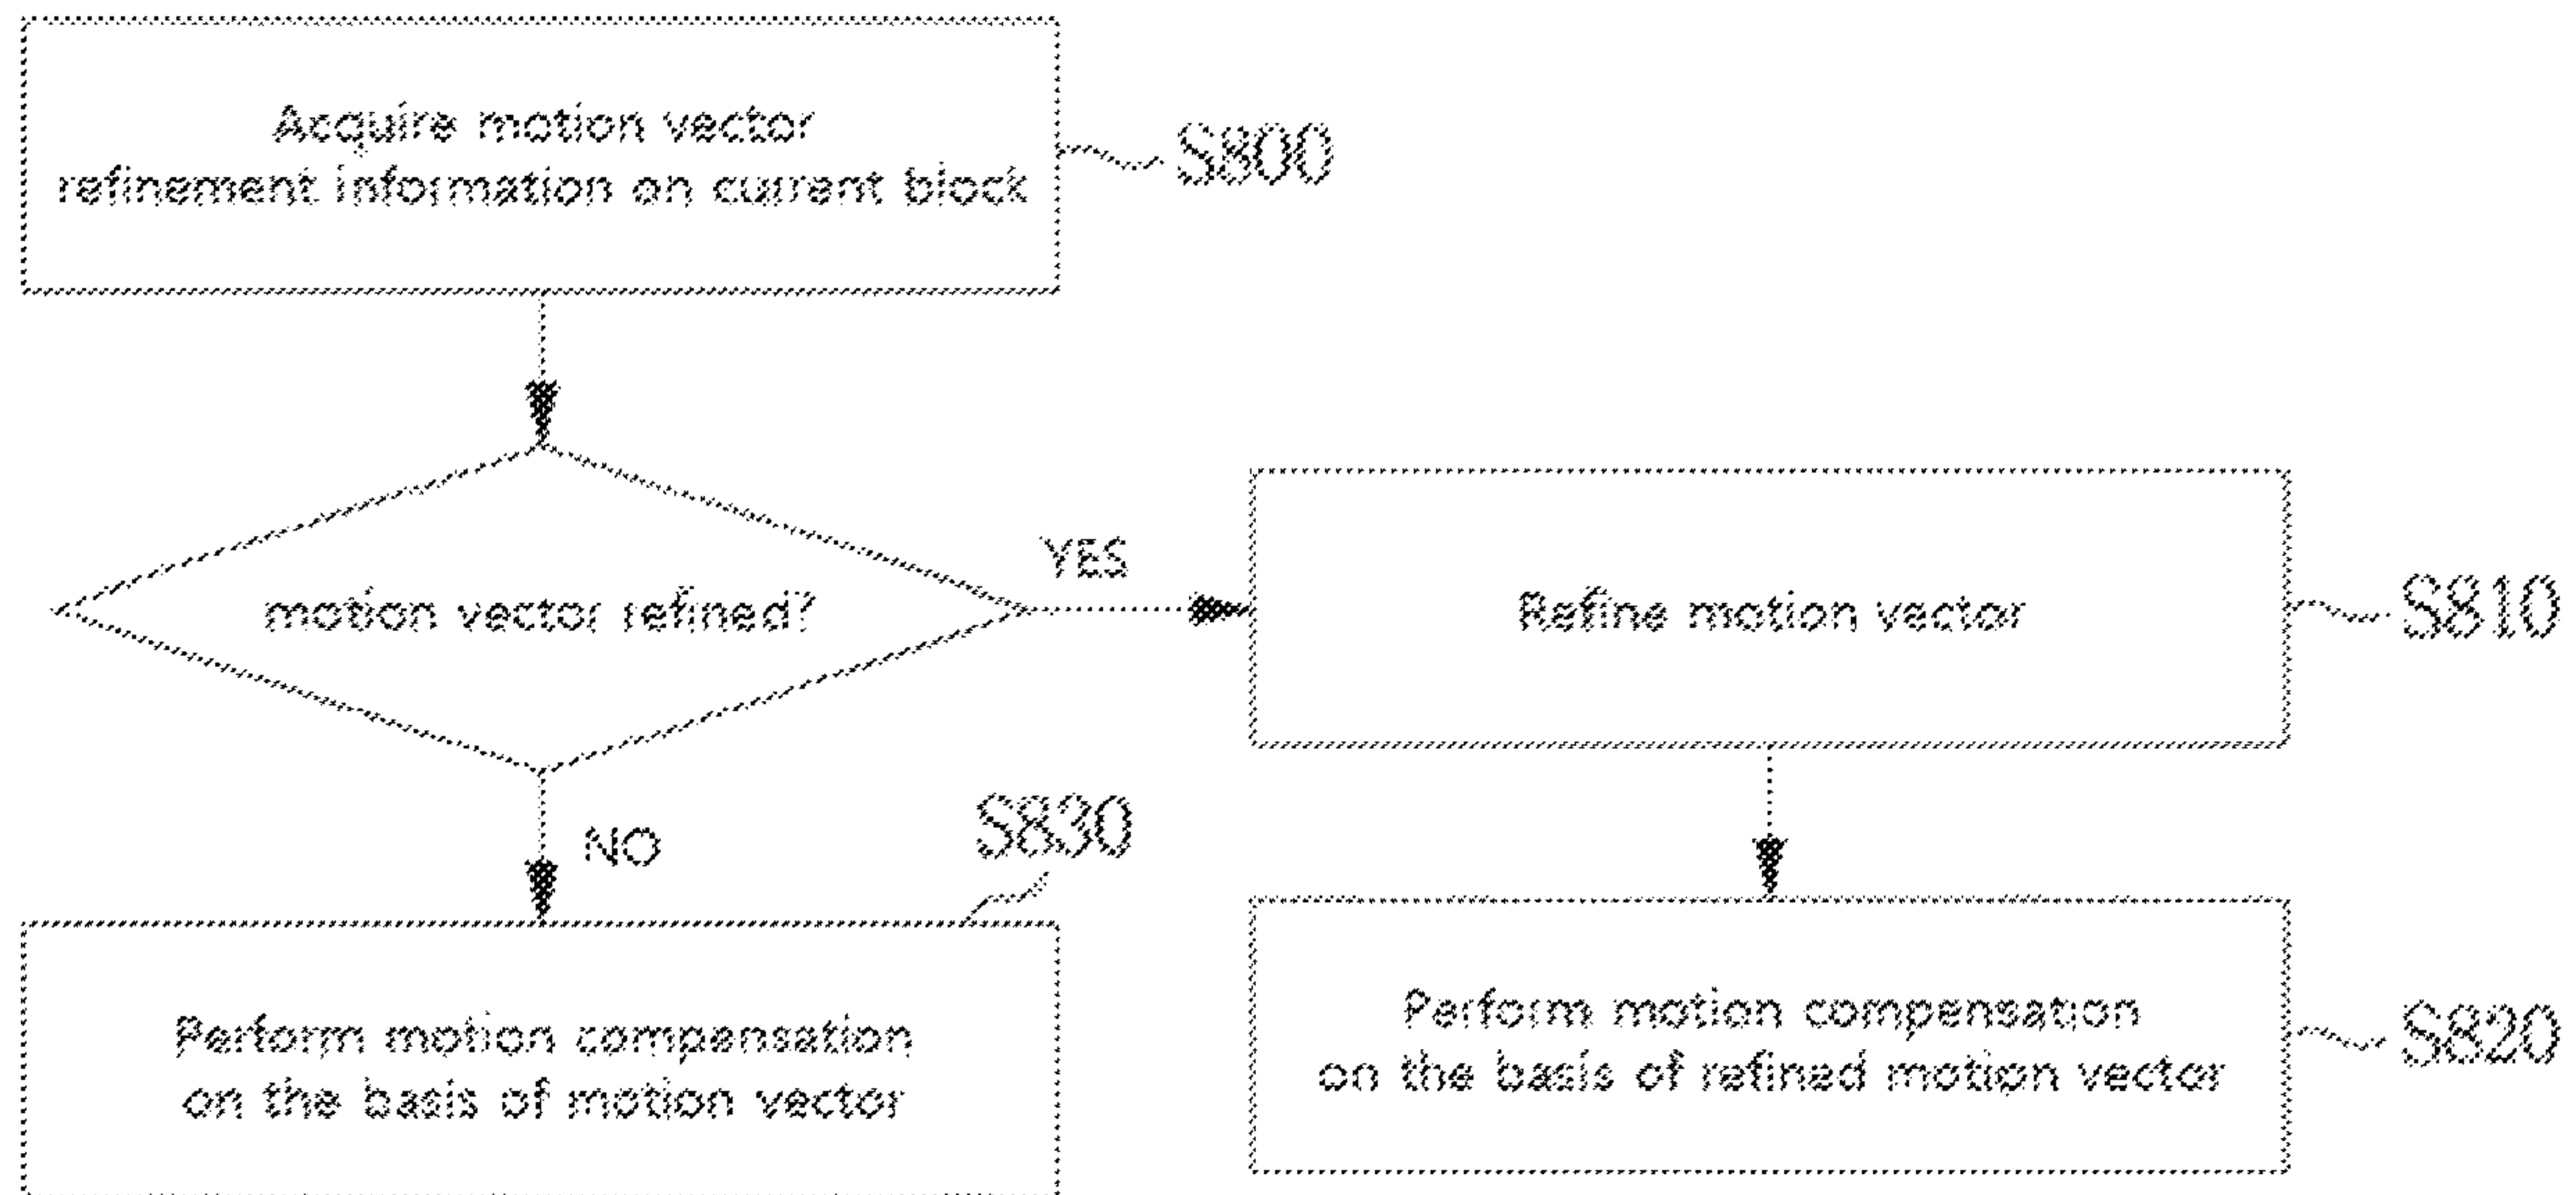 Acquire motion vector
refinement information on current block
S800
motion vector refined?
YES
Refine motion vector
S810
NO
S830
Perform motion compensation
on the basis of motion vector
Perform motion compensation
on the basis of refined motion vector
S820